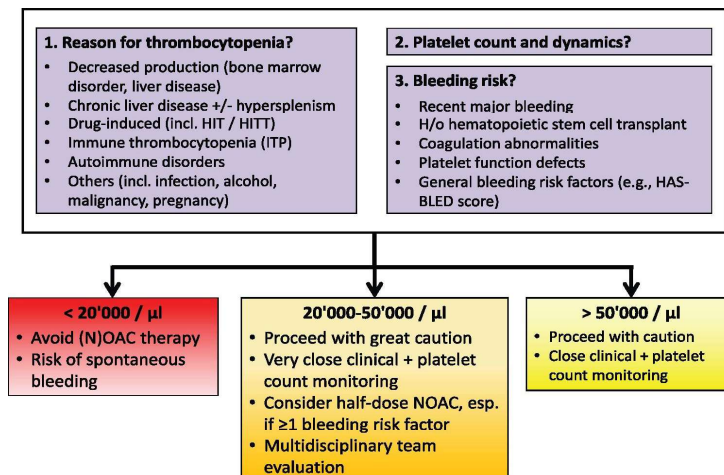 1. Reason for thrombocytopenia?
• Decreased production (bone marrow
disorder, liver disease)
• Chronic liver disease +/- hypersplenism
• Drug-induced (incl. HIT / HITT)
• Immune thrombocytopenia (ITP)
• Autoimmune disorders
• Others (incl. infection, alcohol,
malignancy, pregnancy)
2. Platelet count and dynamics?
3. Bleeding risk?
• Recent major bleeding
• H/o hematopoietic stem cell transplant
• Coagulation abnormalities
• Platelet function defects
• General bleeding risk factors (e.g., HAS-
BLED score)
< 20'000 / µl
• Avoid (N)OAC therapy
• Risk of spontaneous
bleeding
20'000-50'000 / µl
• Proceed with great caution
• Very close clinical + platelet
count monitoring
• Consider half-dose NOAC, esp.
if ≥1 bleeding risk factor
• Multidisciplinary team
evaluation
> 50'000 / µl
• Proceed with caution
• Close clinical + platelet
count monitoring